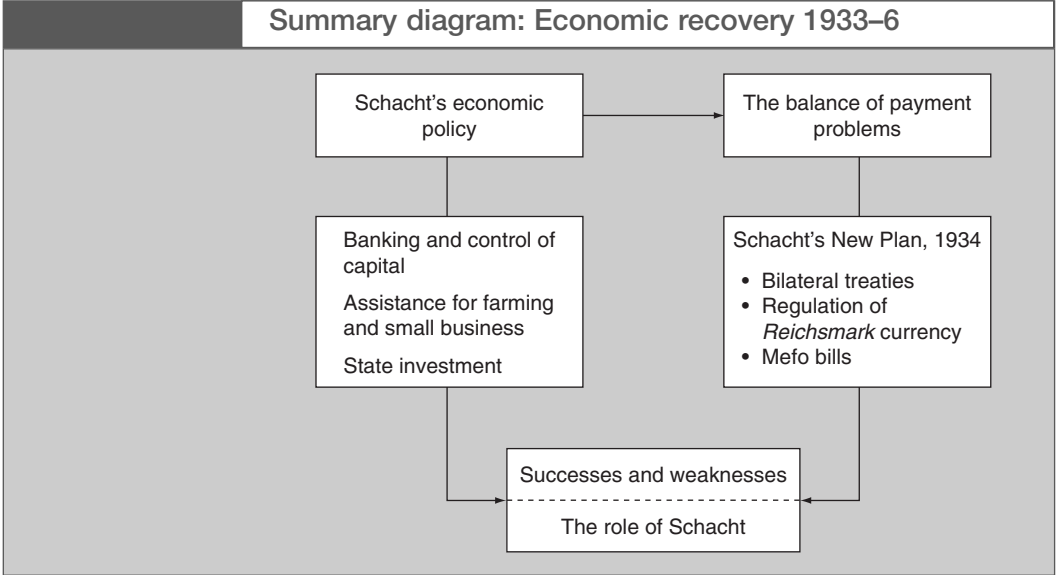 Summary diagram: Economic recovery 1933–6
Schacht's economic
policy
The balance of payment
problems
Banking and control of
capital
Assistance for farming
and small business
State investment
Schacht's New Plan, 1934
• Bilateral treaties
• Regulation of
Reichsmark currency
• Mefo bills
Successes and weaknesses
The role of Schacht